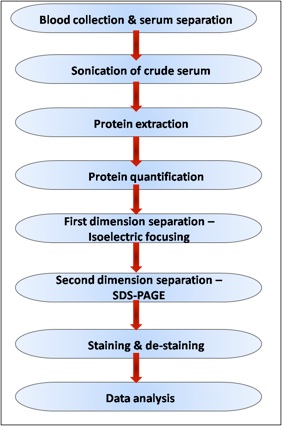 Blood collection & serum separation
Sonication of crude serum
Protein extraction
Protein quantification
First dimension separation –
Isoelectric focusing
Second dimension separation –
SDS-PAGE
Staining & de-staining
Data analysis